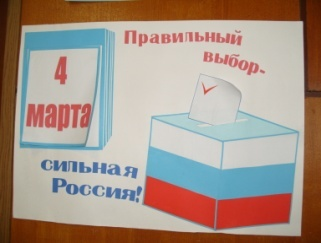 Правильный
выбор-
4
марта
сильная
Россия!